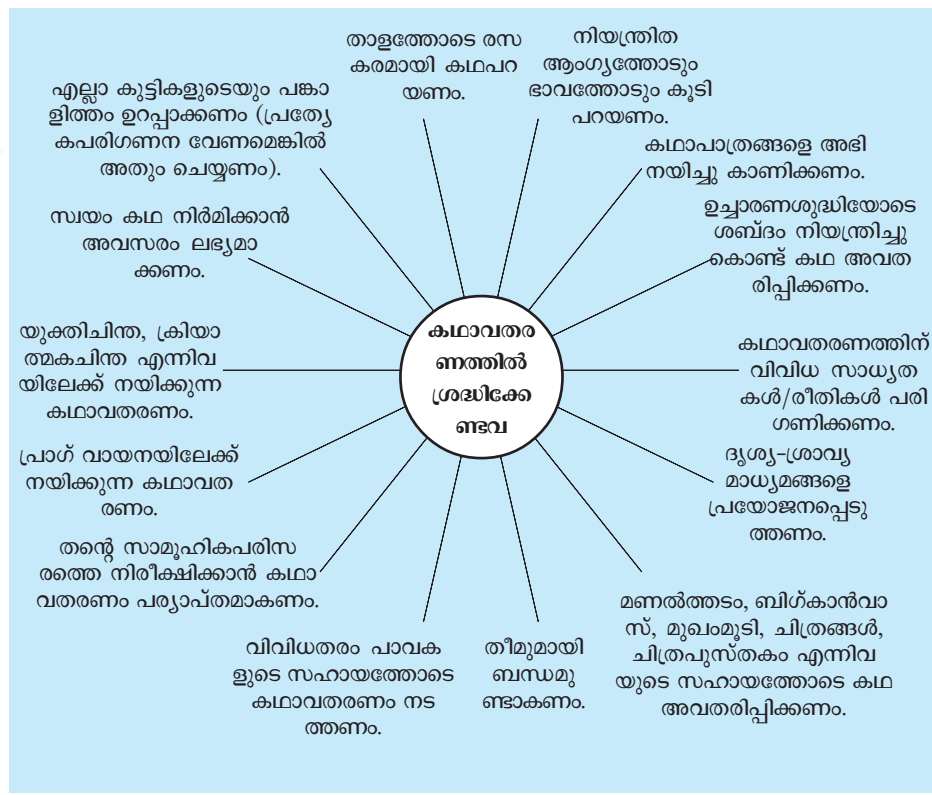 കഥാവതര
ണത്തിൽ
ശ്രദ്ധിക്കേ
ണ്ടവ
താളത്തോടെ രസ
കരമായി കഥപറ
യണം.
നിയന്ത്രിത
ആംഗ്യത്തോടും
ഭാവത്തോടും കൂടി
പറയണം.
കഥാപാത്രങ്ങളെ അഭി
നയിച്ചു കാണിക്കണം.
ഉച്ചാരണശുദ്ധിയോടെ
ശബ്ദം നിയന്ത്രിച്ചു
കൊണ്ട് കഥ അവത
രിപ്പിക്കണം.
കഥാവതരണത്തിന്
വിവിധ സാധ്യത
കൾ/രീതികൾ പരി
ഗണിക്കണം.
ദൃശ്യ-ശ്രാവ്യ
മാധ്യമങ്ങളെ
പ്രയോജനപ്പെടു
ത്തണം.
മണൽത്തടം, ബിഗ്കാൻവാ
സ്, മുഖംമൂടി, ചിത്രങ്ങൾ,
ചിത്രപുസ്തകം എന്നിവ
യുടെ സഹായത്തോടെ കഥ
അവതരിപ്പിക്കണം.
തീമുമായി
ബന്ധമു
ണ്ടാകണം.
വിവിധതരം പാവക
ളുടെ സഹായത്തോടെ
കഥാവതരണം നട
ത്തണം.
തന്റെ സാമൂഹികപരിസ
രത്തെ നിരീക്ഷിക്കാൻ കഥാ
വതരണം പര്യാപ്തമാകണം.
പ്രാഗ് വായനയിലേക്ക്
നയിക്കുന്ന കഥാവത
രണം.
യുക്തിചിന്ത, ക്രിയാ
ത്മകചിന്ത എന്നിവ
യിലേക്ക് നയിക്കുന്ന
കഥാവതരണം.
സ്വയം കഥ നിർമിക്കാൻ
അവസരം ലഭ്യമാ
ക്കണം.
എല്ലാ കുട്ടികളുടെയും പങ്കാ
ളിത്തം ഉറപ്പാക്കണം (പ്രത്യേ
കപരിഗണന വേണമെങ്കിൽ
അതും ചെയ്യണം).